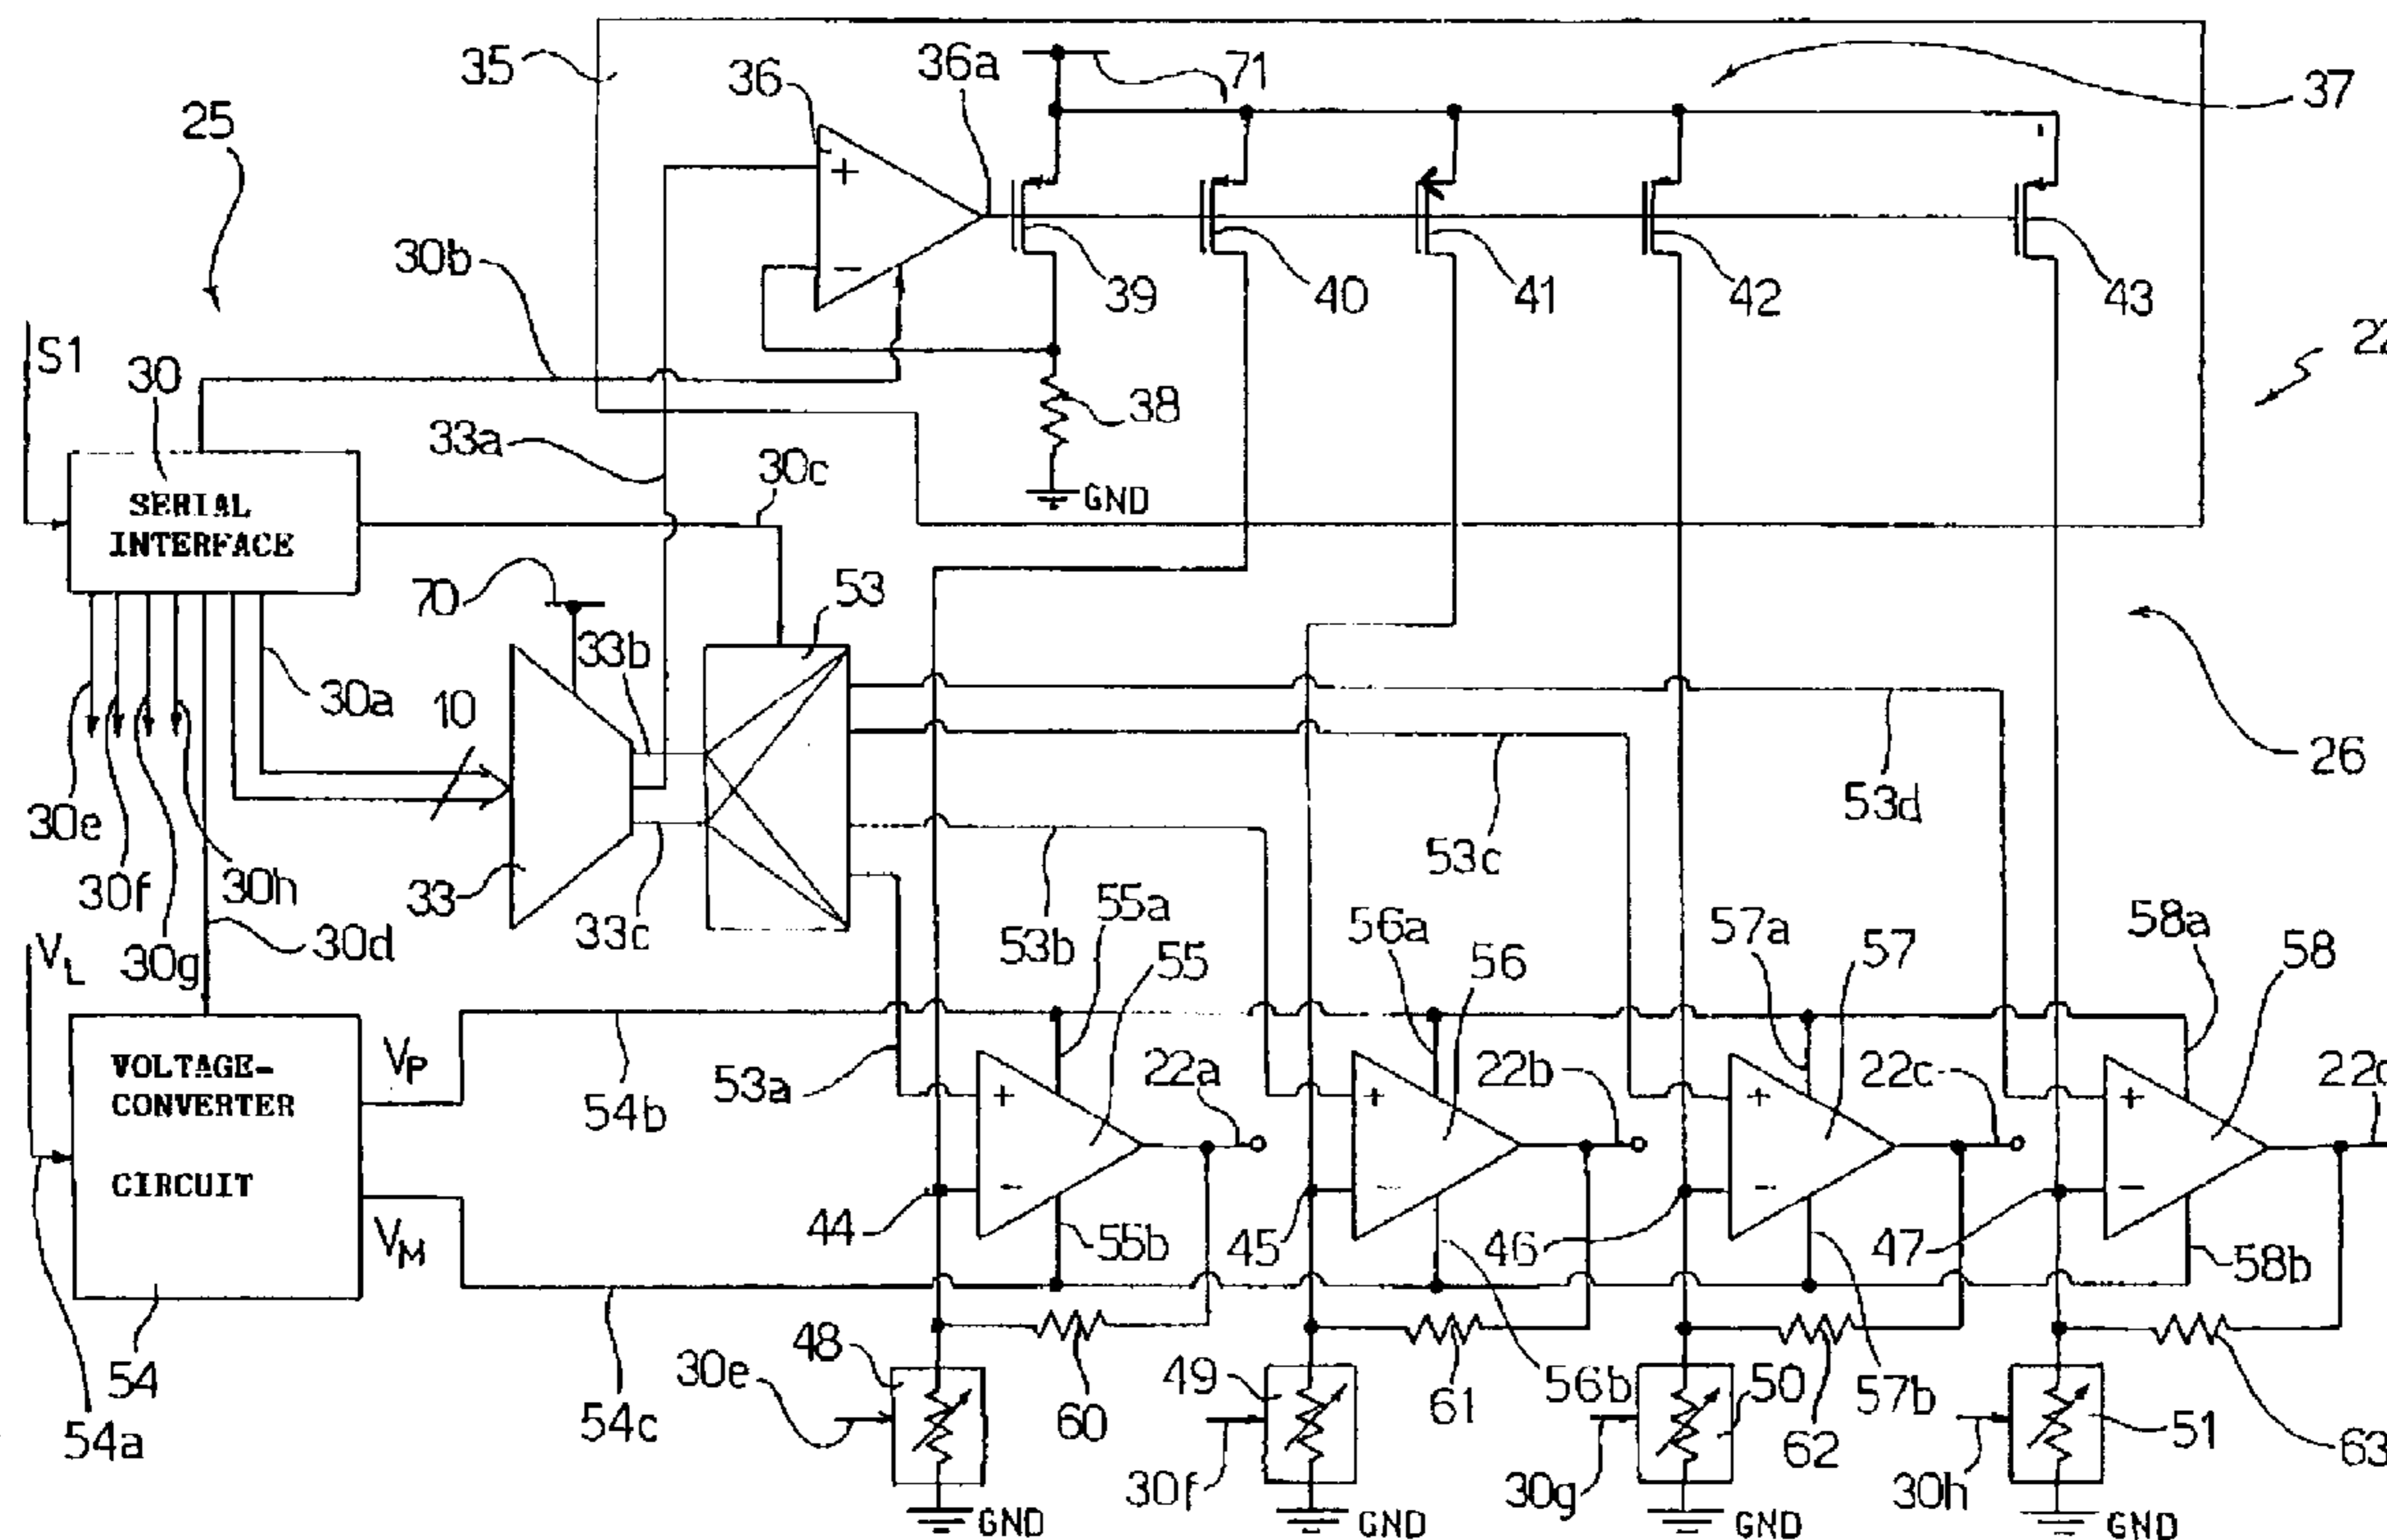 35
36
36a
71
37
25
30b
39
40
41
42
43
S1
30
38
33a
30c
GND
SERIAL
INTERFACE
70
53
33b
30a
10
26
53d
30e
53c
30f
30h
33
33c
55a
56a
57a
58a
30g
30d
53b
55
56
57
58
VL
VOLTAGE-
CONVERTER
CIRCUIT
VP
54b
53a
22a
22b
22c
VM
44
55b
45
46
47
58b
48
49
50
51
54
54a
54c
30e
60
61
56b
62
57b
63
30f
30g
30h
GND
GND
GND
GND
+
-
+
-
+
-
+
-
+
-